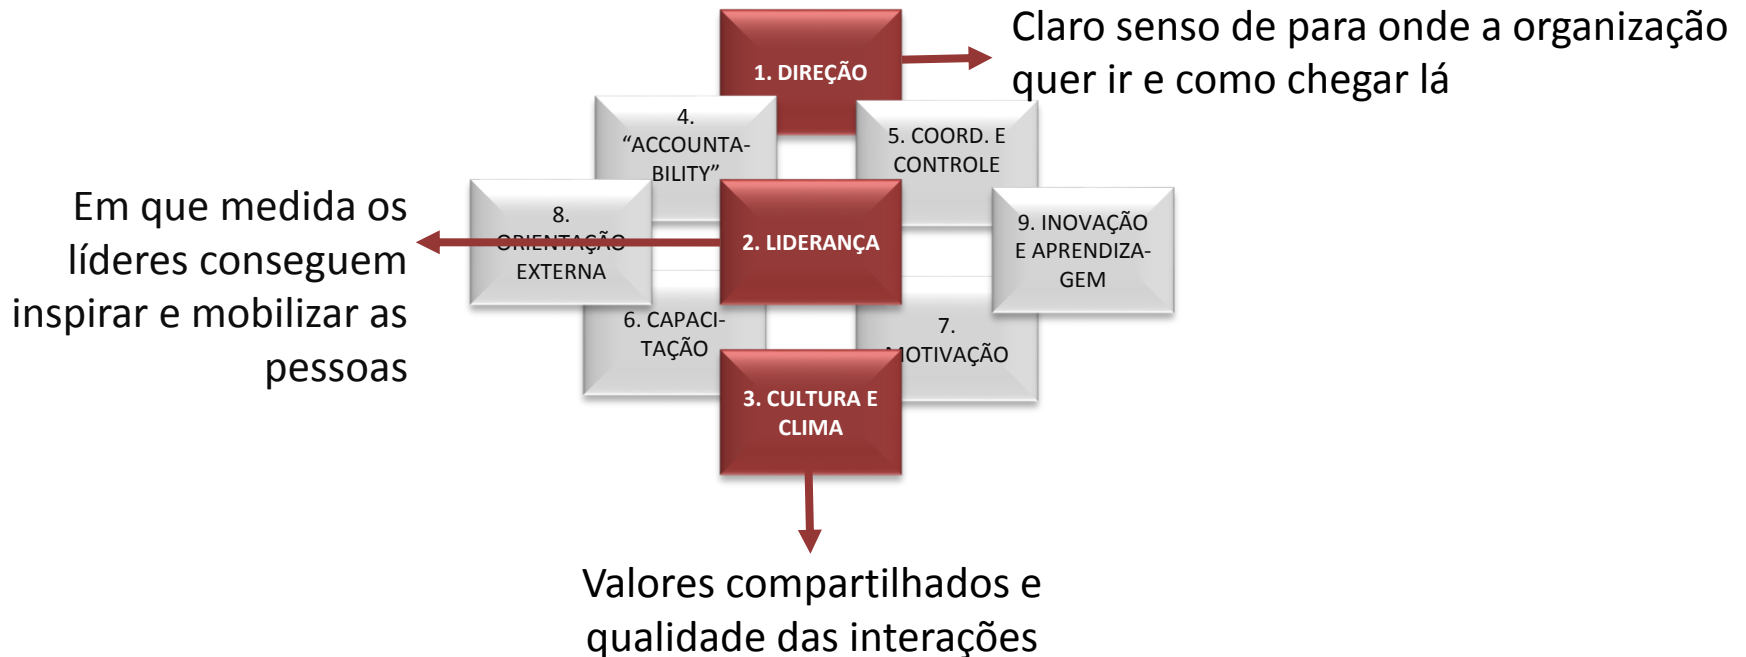 Claro senso de para onde a organização
quer ir e como chegar lá
1. DIREÇÃO
4.
“ACCOUNTA-
BILITY”
5. COORD. E
CONTROLE
Em que medida os
líderes conseguem
inspirar e mobilizar as
pessoas
8.
ORIENTAÇÃO
EXTERNA
2. LIDERANÇA
9. INOVAÇÃO
E APRENDIZA-
GEM
6. CAPACI-
TAÇÃO
7.
MOTIVAÇÃO
3. CULTURA E
CLIMA
Valores compartilhados e
qualidade das interações